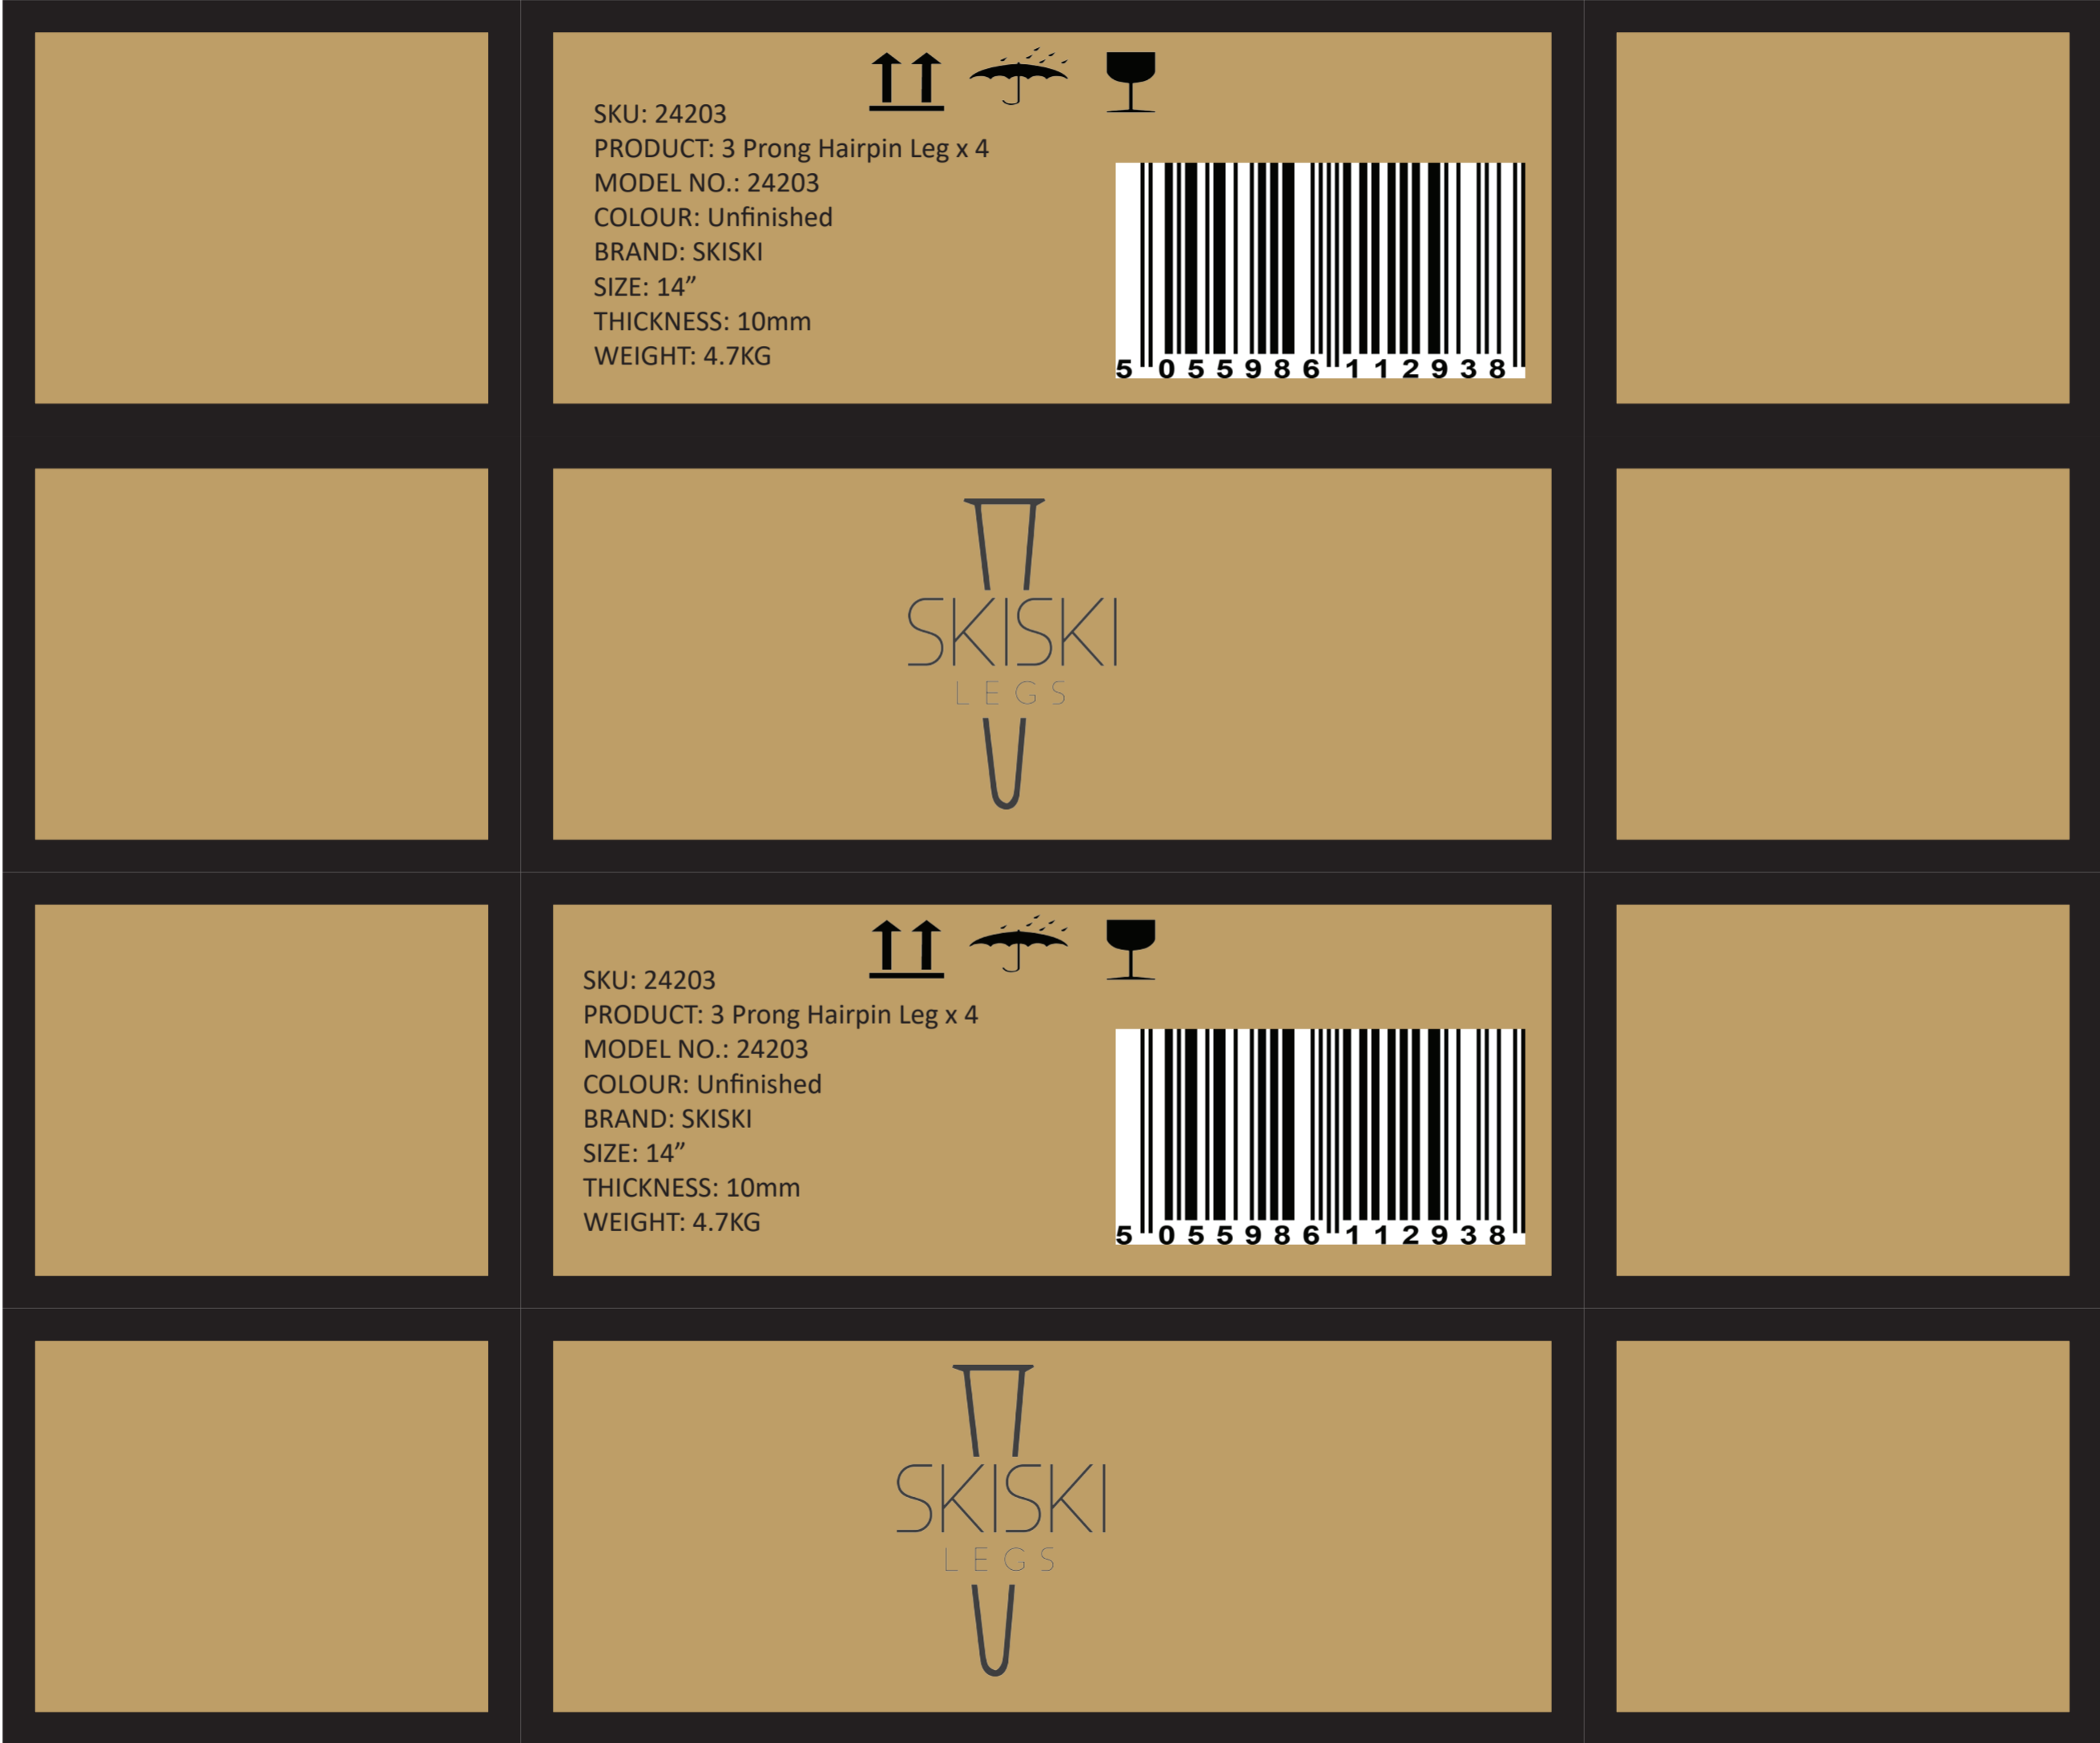 SKU: 24203
PRODUCT: 3 Prong Hairpin Leg x 4
MODEL NO.: 24203
COLOUR: Unfinished
BRAND: SKISKI
SIZE: 14”
THICKNESS: 10mm
WEIGHT: 4.7KG
5 055986 112938
SKISKI
LEGS
SKU: 24203
PRODUCT: 3 Prong Hairpin Leg x 4
MODEL NO.: 24203
COLOUR: Unfinished
BRAND: SKISKI
SIZE: 14”
THICKNESS: 10mm
WEIGHT: 4.7KG
5 055986 112938
SKISKI
LEGS